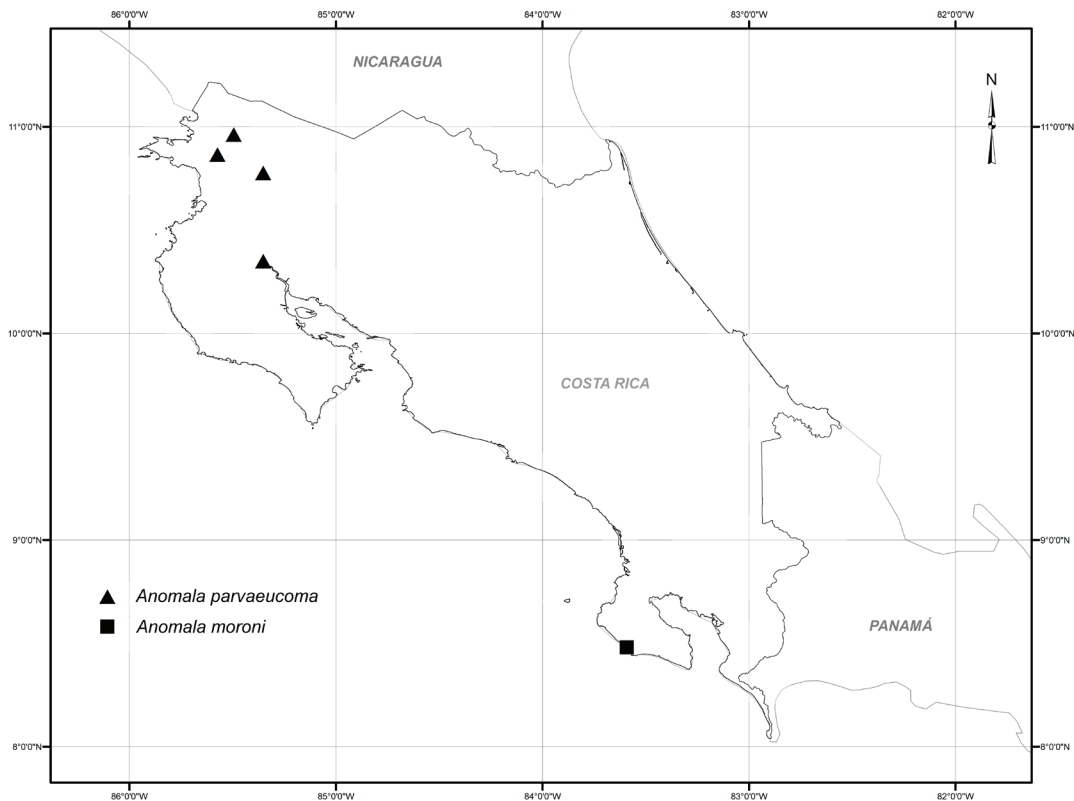 86°0'0"W 85°0'0"W 84°0'0"W 83°0'0"W 82°0'0"W
NICARAGUA
N
11°0'0"N 11°0'0"N
10°0'0"N 10°0'0"N
COSTA RICA
9°0'0"N 9°0'0"N
Anomala parvaeucoma
Anomala moroni
PANAMÁ
8°0'0"N 8°0'0"N
86°0'0"W 85°0'0"W 84°0'0"W 83°0'0"W 82°0'0"W